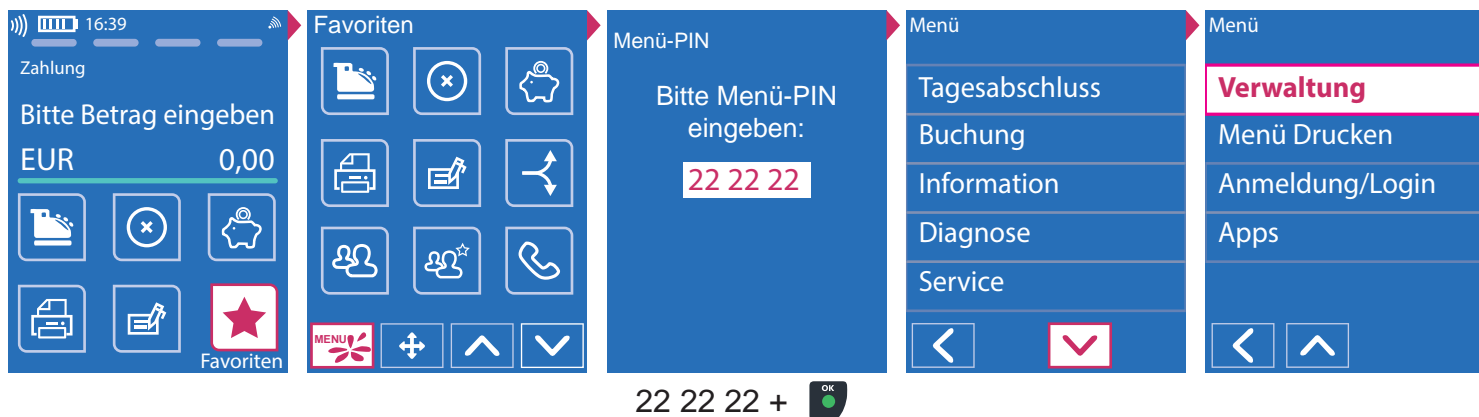 16:39
Zahlung
Bitte Betrag eingeben
EUR 0,00
Favoriten
Favoriten
MENU
Menü-PIN
Bitte Menü-PIN
eingeben:
22 22 22
22 22 22 +
OK
Menü
Tagesabschluss
Buchung
Information
Diagnose
Service
Menü
Verwaltung
Menü Drucken
Anmeldung/Login
Apps